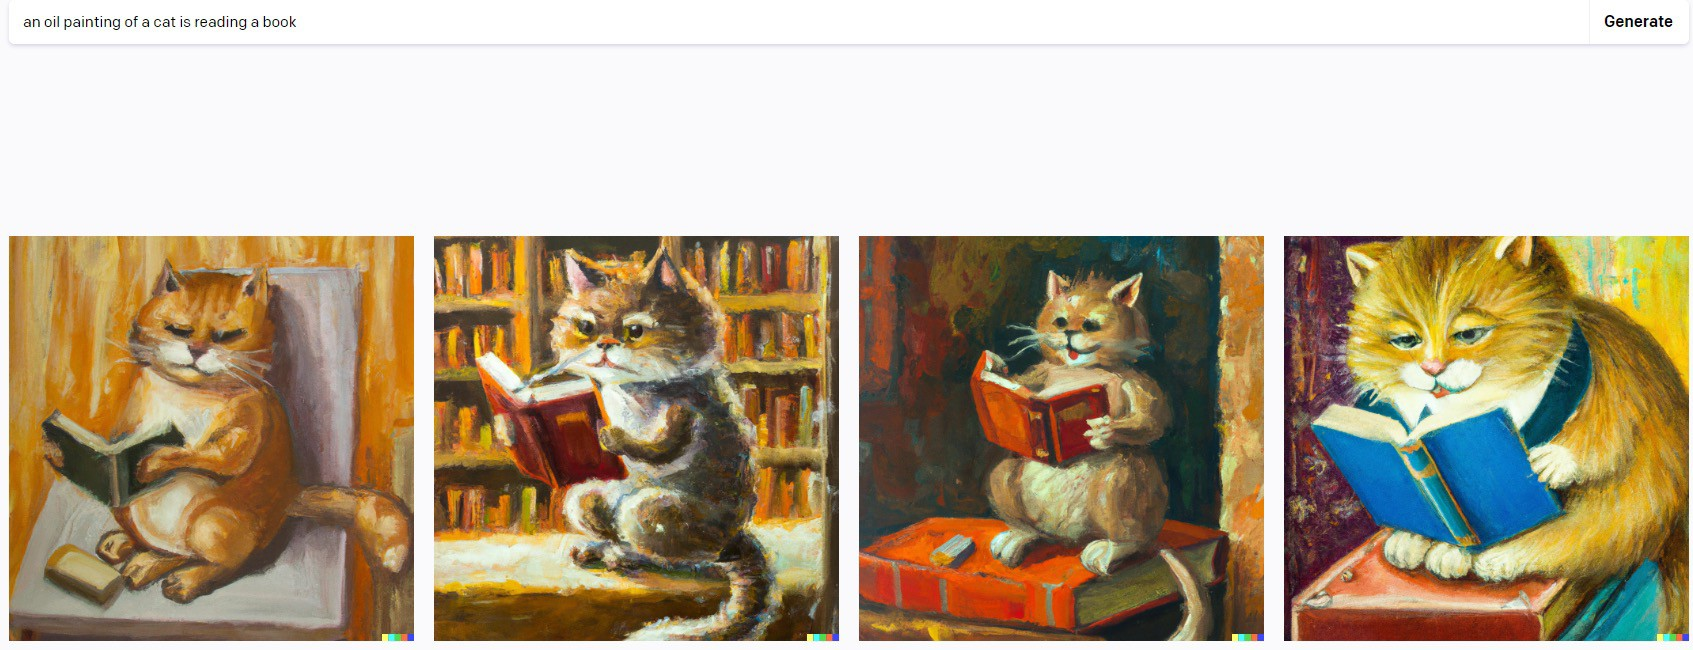 an oil painting of a cat is reading a book
Generate